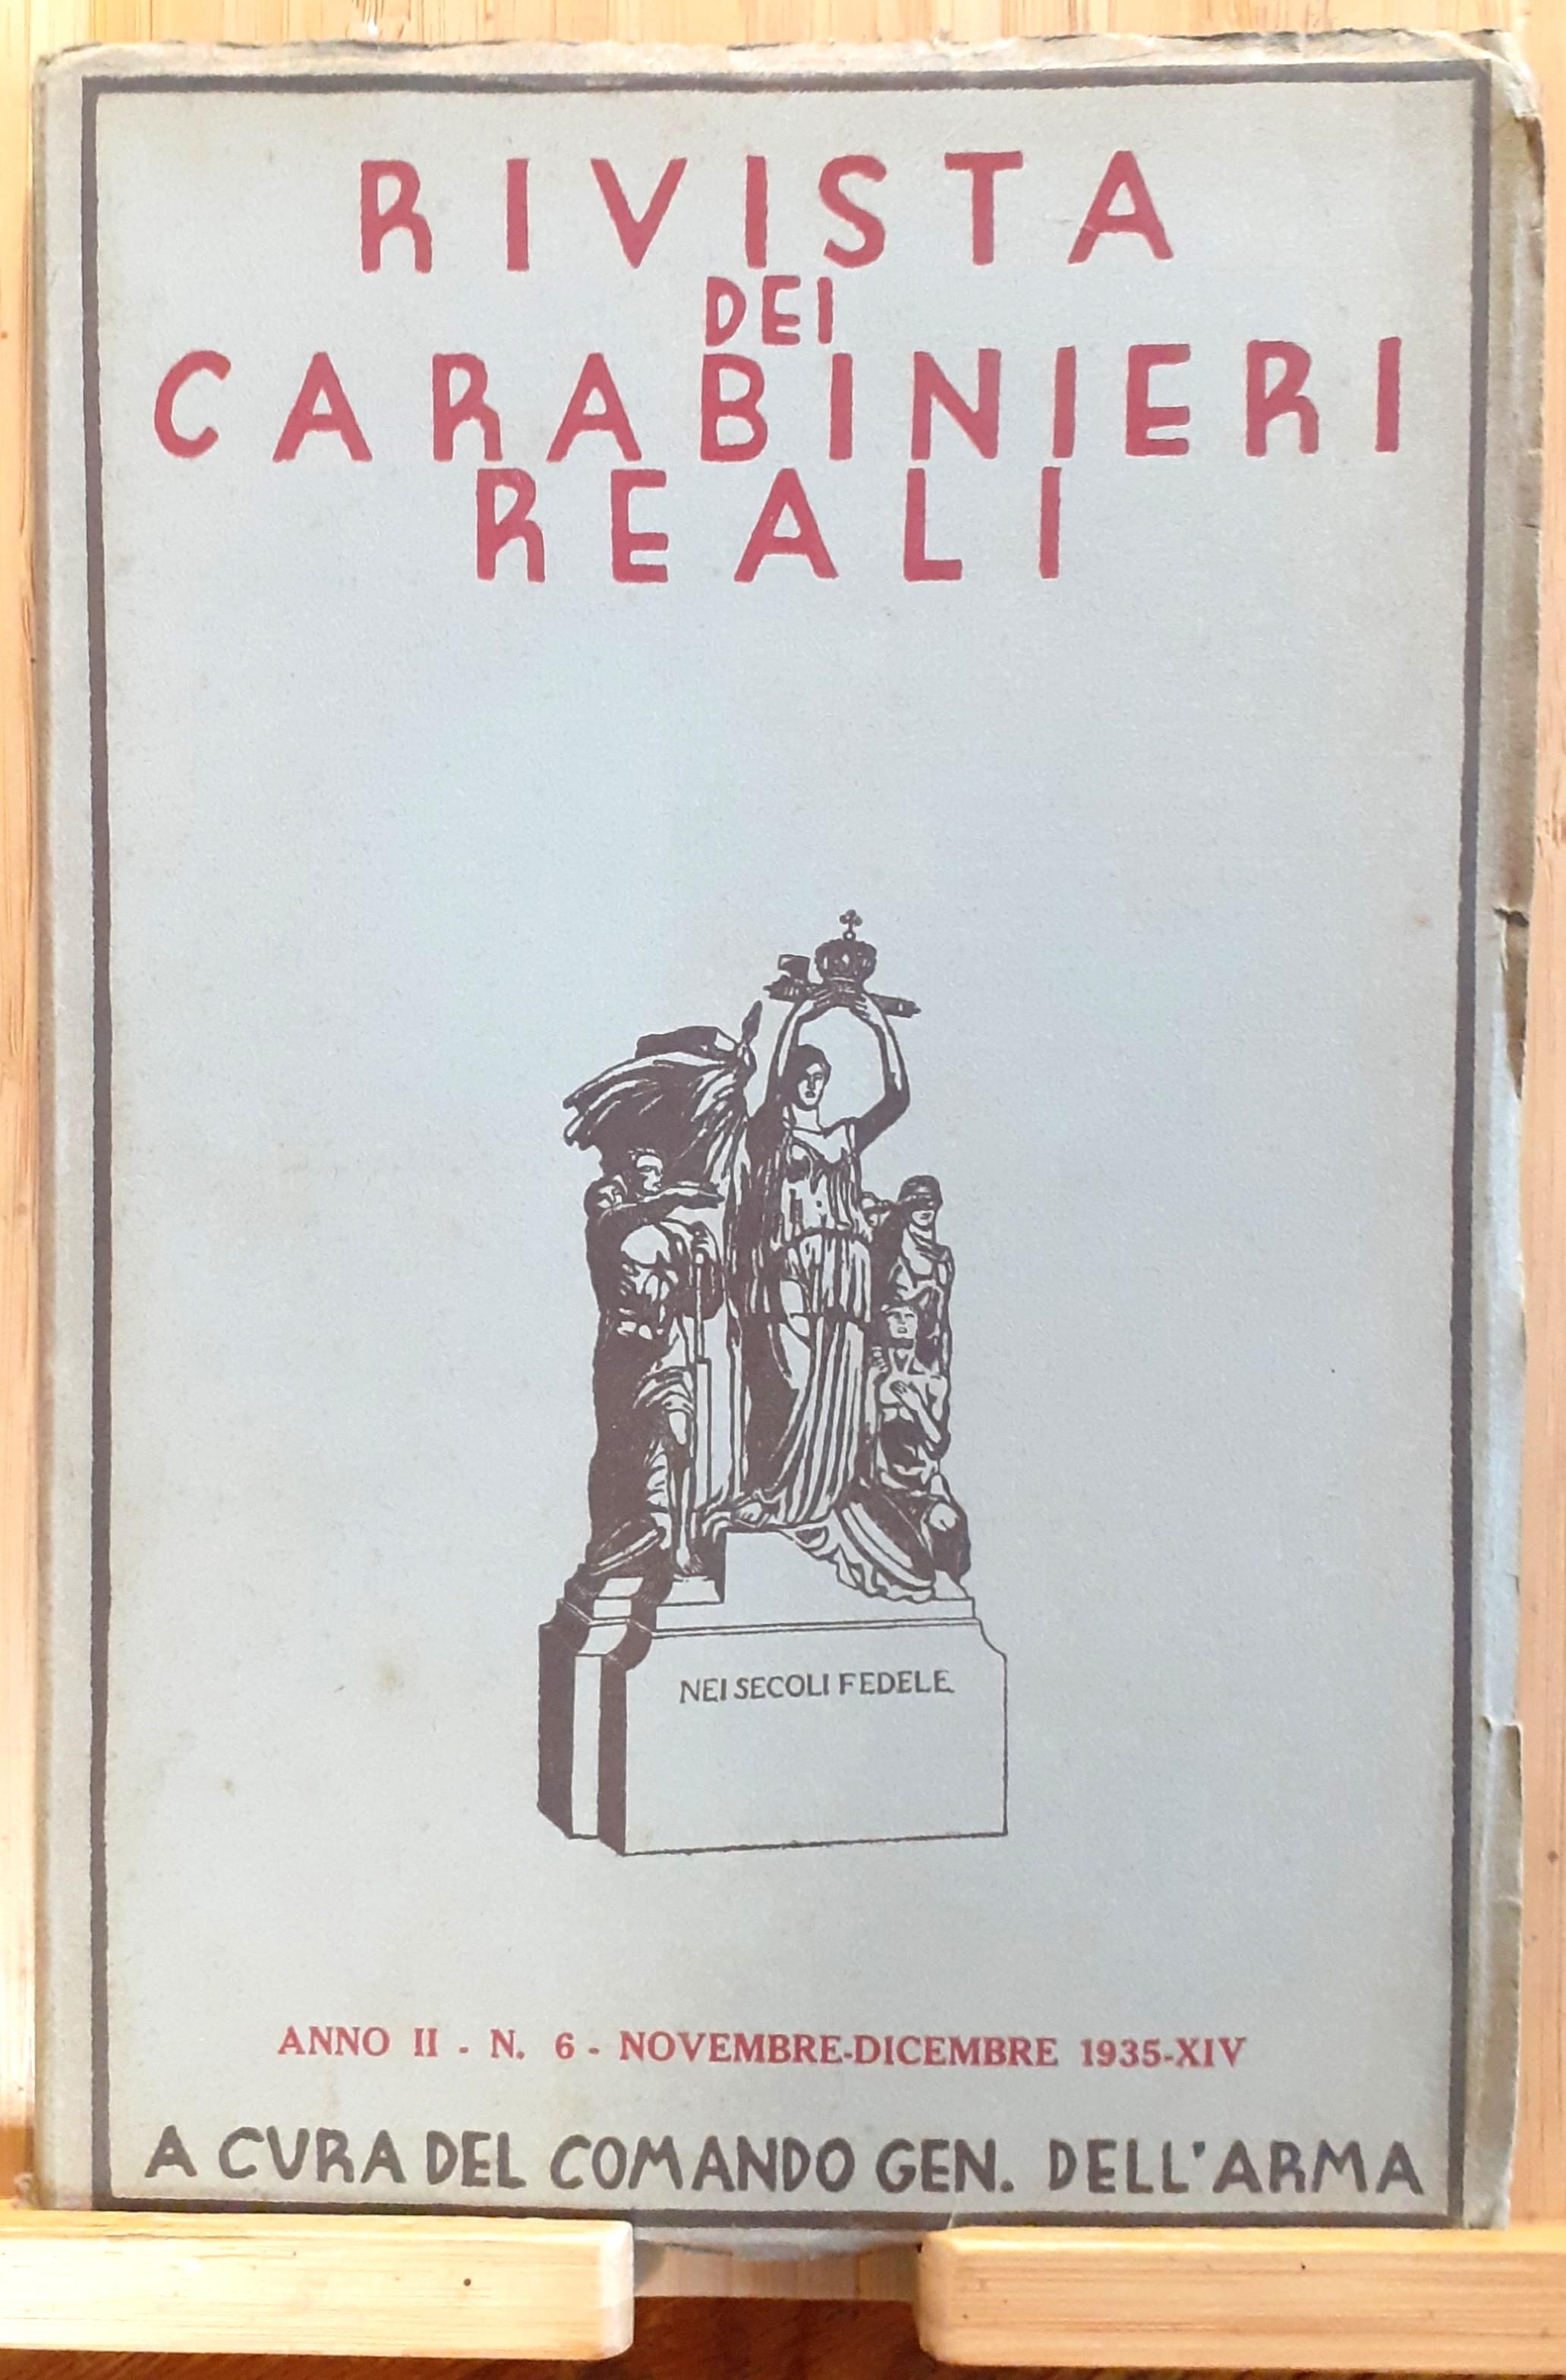 RIVISTA
DEI
CARABINIERI
REALI
NEI SECOLI FEDELE
ANNO II - N. 6 - NOVEMBRE-DICEMBRE 1935-XIV
A CURA DEL COMANDO GEN. DELL'ARMA